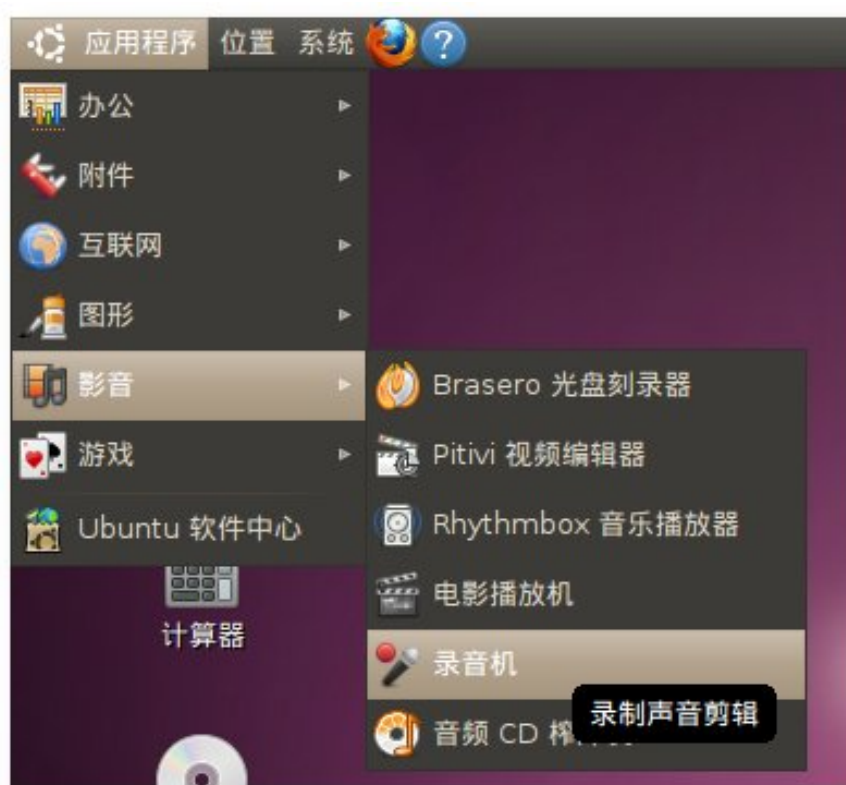 应用程序 位置 系统
办公
附件
互联网
图形
影音
游戏
Ubuntu 软件中心
计算器
Brasero 光盘刻录器
Pitivi 视频编辑器
Rhythmbox 音乐播放器
电影播放机
录音机
录制声音剪辑
音频 CD